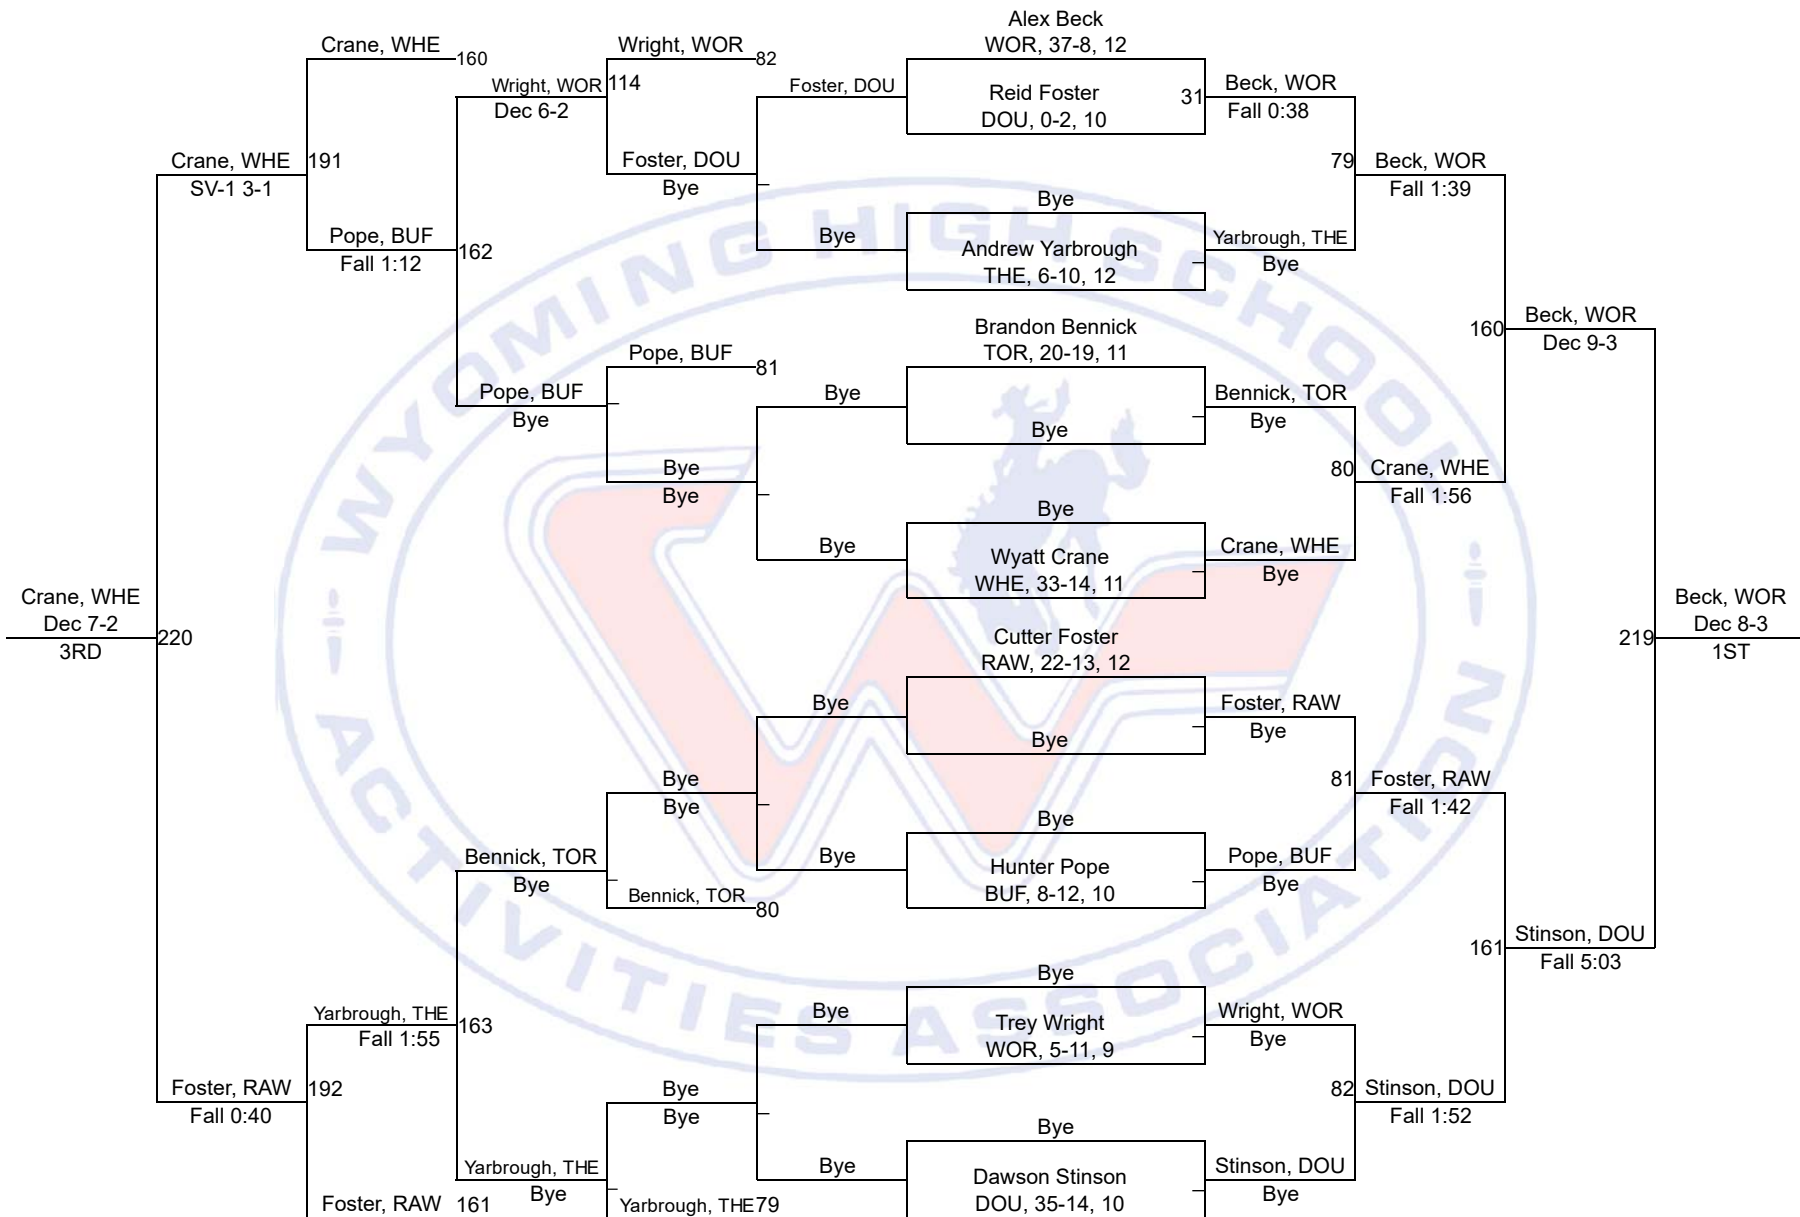 Alex Beck
Crane, WHE
160
Wright, WOR
82
WOR, 37-8, 12
Wright, WOR
114
Dec 6-2
Foster, DOU
Reid Foster
DOU, 0-2, 10
31
Beck, WOR
Fall 0:38
Crane, WHE
191
SV-1 3-1
Foster, DOU
Bye
79
Beck, WOR
Fall 1:39
Pope, BUF
Fall 1:12
162
Bye
Bye
Andrew Yarbrough
THE, 6-10, 12
Yarbrough, THE
Bye
Brandon Bennick
TOR, 20-19, 11
160
Beck, WOR
Dec 9-3
Pope, BUF
81
Pope, BUF
Bye
Bye
Bye
Bennick, TOR
Bye
Bye
Bye
80
Crane, WHE
Fall 1:56
Bye
Bye
Wyatt Crane
WHE, 33-14, 11
Crane, WHE
Bye
Crane, WHE
Dec 7-2
3RD
220
Cutter Foster
RAW, 22-13, 12
219
Beck, WOR
Dec 8-3
1ST
Bye
Bye
Foster, RAW
Bye
Bye
Bye
81
Foster, RAW
Fall 1:42
Bennick, TOR
Bye
Bye
Bye
Hunter Pope
BUF, 8-12, 10
Pope, BUF
Bye
Bennick, TOR
80
161
Stinson, DOU
Fall 5:03
Yarbrough, THE
Fall 1:55
163
Bye
Bye
Trey Wright
WOR, 5-11, 9
Wright, WOR
Bye
Foster, RAW
192
Fall 0:40
Bye
Bye
82
Stinson, DOU
Fall 1:52
Yarbrough, THE
Bye
Bye
Bye
Dawson Stinson
DOU, 35-14, 10
Stinson, DOU
Bye
Foster, RAW
161
Yarbrough, THE
79
WYOMING HIGH SCHOOL
ACTIVITIES ASSOCIATION